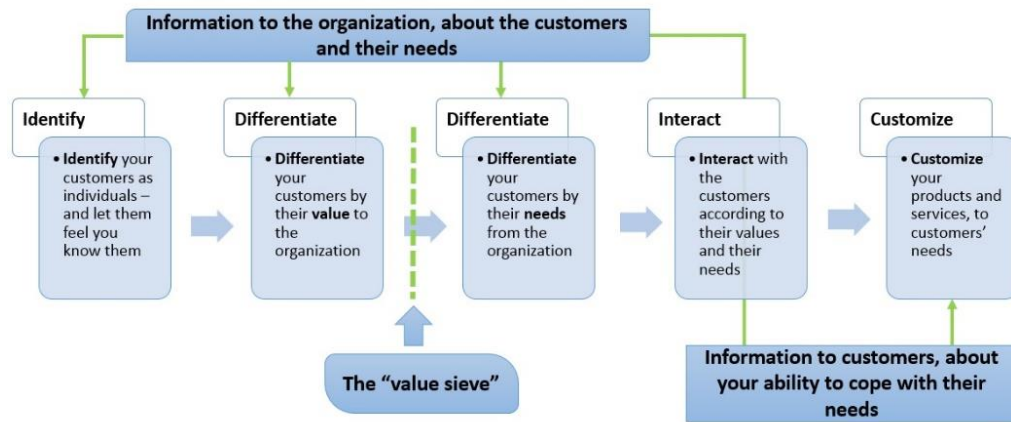 Information to the organization, about the customers
and their needs
Identify
• Identify your
customers as
individuals –
and let them
feel you
know them
Differentiate
• Differentiate
your
customers by
their value to
the
organization
Differentiate
• Differentiate
your
customers by
their needs
from the
organization
Interact
• Interact with
the
customers
according to
their values
and their
needs
Customize
• Customize
your
products and
services, to
customers’
needs
The “value sieve”
Information to customers, about
your ability to cope with their
needs